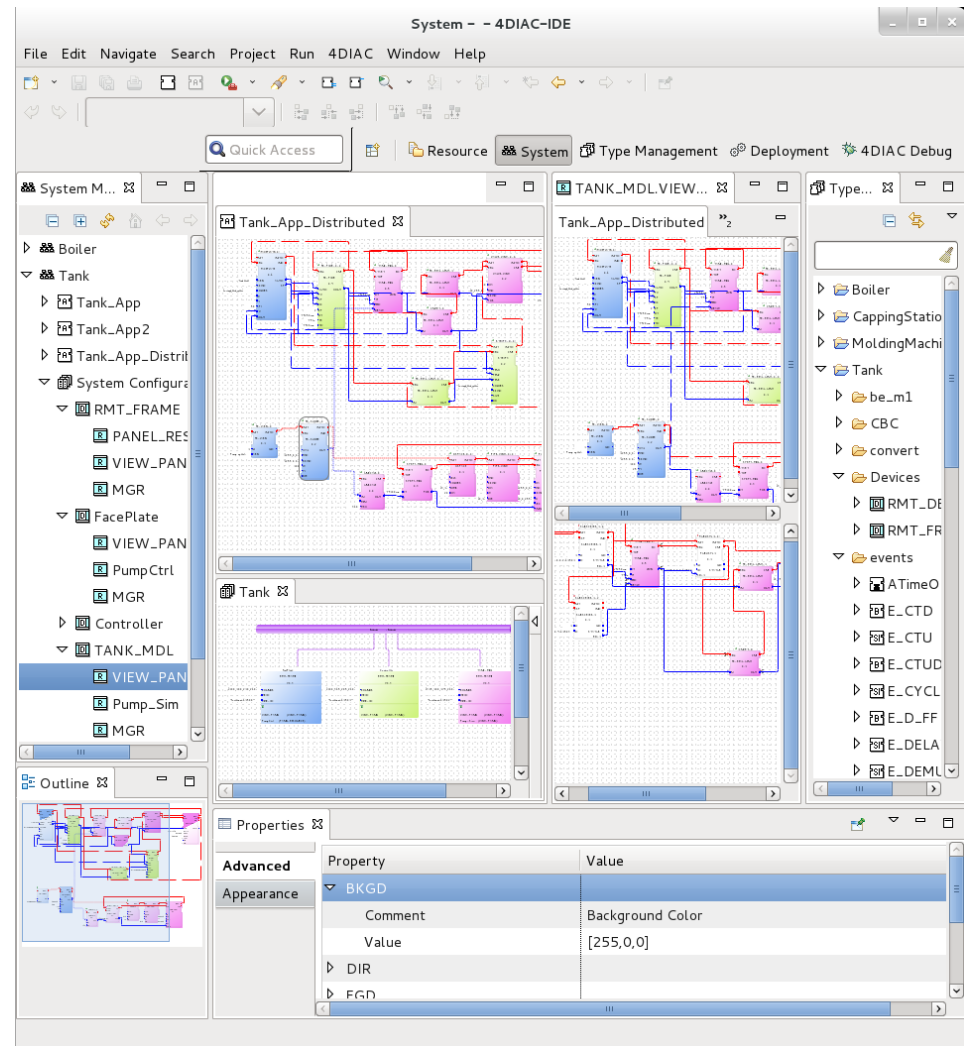 System - - 4DIAC-IDE
File Edit Navigate Search Project Run 4DIAC Window Help
Quick Access
Resource System Type Management Deployment 4DIAC Debug
System M...
Boiler
Tank
Tank_App
Tank_App2
Tank_App_Distrib
System Configura
RMT_FRAME
PANEL_RES
VIEW_PAN
MGR
FacePlate
VIEW_PAN
PumpCtrl
MGR
Controller
TANK_MDL
VIEW_PAN
Pump_Sim
MGR
Outline
Tank_App_Distributed
Tank
TANK_MDL.VIEW...
Tank_App_Distributed »2
Type...
Boiler
CappingStatio
MoldingMachi
Tank
be_m1
CBC
convert
Devices
RMT_DE
RMT_FR
events
ATimeO
E_CTD
E_CTU
E_CTUD
E_CYCL
E_D_FF
E_DELA
E_DEMU
Properties
Advanced
Appearance
Property Value
BKGD
Comment Background Color
Value [255,0,0]
DIR
FGD